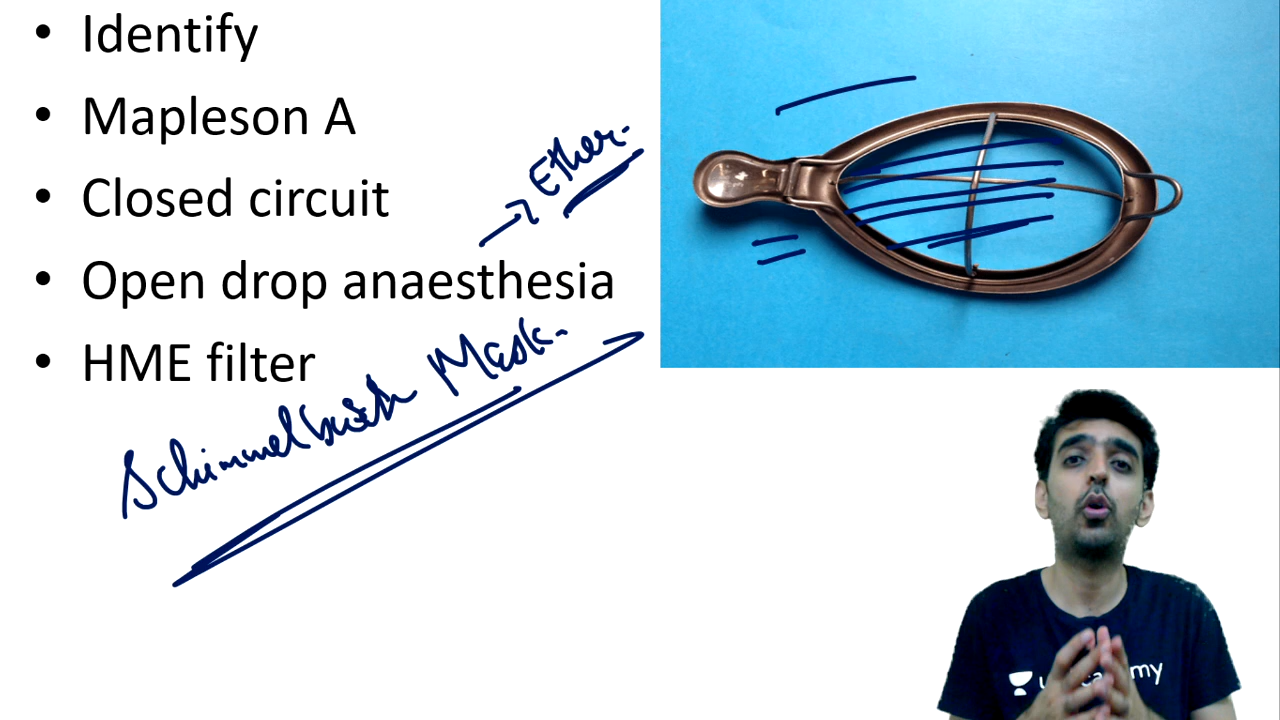 • Identify
• Mapleson A
• Closed circuit
→ Ether.
• Open drop anaesthesia
• HME filter
Schimmelbusch Mask.